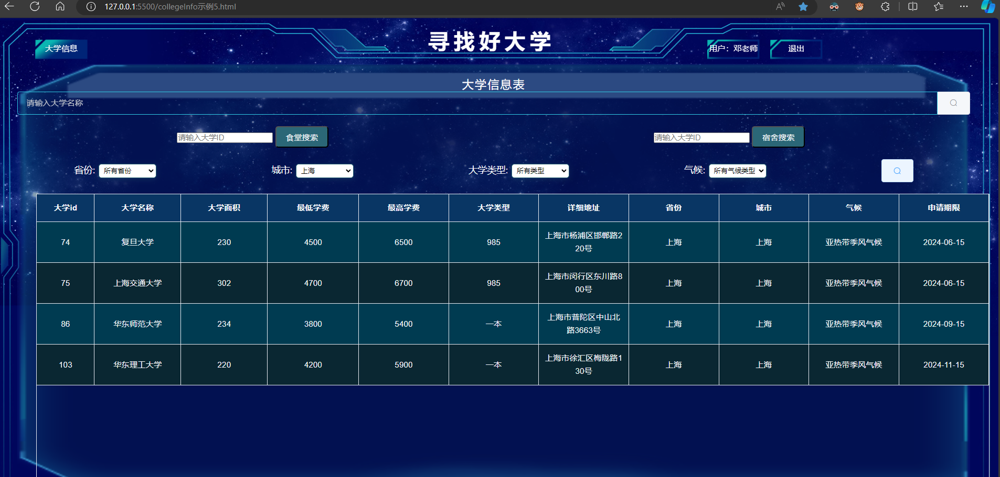 127.0.0.1:5500/collegeInfo示例5.html
寻找好大学
大学信息
用户：邓老师
退出
大学信息表
请输入大学名称
请输入大学ID 食堂搜索
请输入大学ID 宿舍搜索
省份: 所有省份 城市: 上海 大学类型: 所有类型 气候: 所有气候类型
大学id 大学名称 大学面积 最低学费 最高学费 大学类型 详细地址 省份 城市 气候 申请期限
74 复旦大学 230 4500 6500 985 上海市杨浦区邯郸路2
20号 上海 上海 亚热带季风气候 2024-06-15
75 上海交通大学 302 4700 6700 985 上海市闵行区东川路8
00号 上海 上海 亚热带季风气候 2024-06-15
86 华东师范大学 234 3800 5400 一本 上海市普陀区中山北
路3663号 上海 上海 亚热带季风气候 2024-09-15
103 华东理工大学 220 4200 5900 一本 上海市徐汇区梅陇路1
30号 上海 上海 亚热带季风气候 2024-11-15